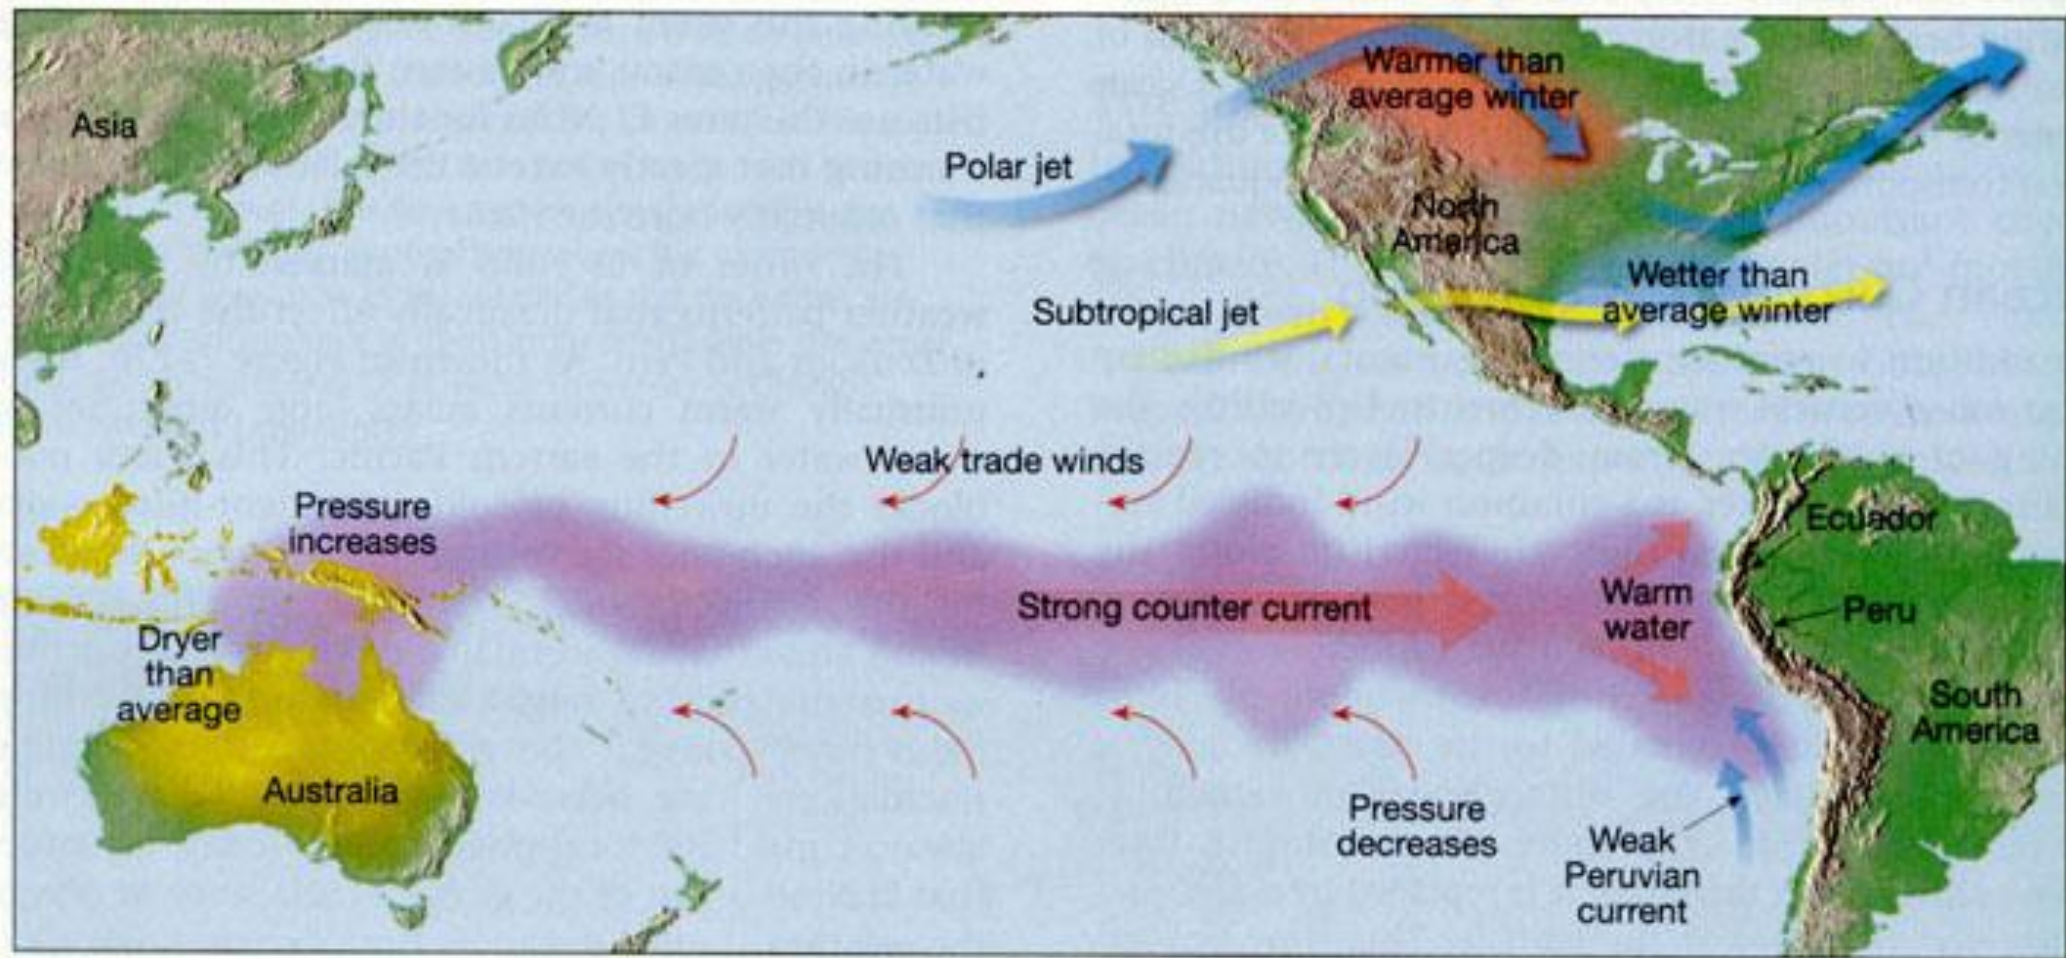 Asia
Polar jet
Warmer than
average winter
North
America
Subtropical jet
Wetter than
average winter
Weak trade winds
Pressure
increases
Ecuador
Strong counter current
Warm
water
Peru
Dryer
than
average
South
America
Australia
Pressure
decreases
Weak
Peruvian
current